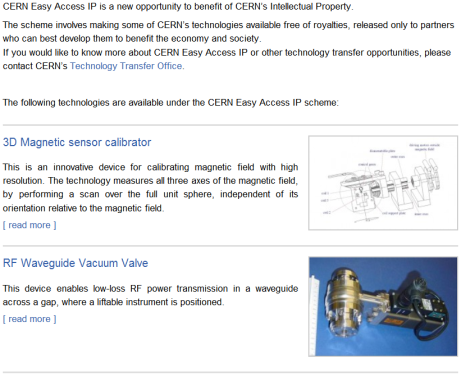 CERN Easy Access IP is a new opportunity to benefit of CERN's Intellectual Property.
The scheme involves making some of CERN's technologies available free of royalties, released only to partners
who can best develop them to benefit the economy and society.
If you would like to know more about CERN Easy Access IP or other technology transfer opportunities, please
contact CERN's Technology Transfer Office.
The following technologies are available under the CERN Easy Access IP scheme:
3D Magnetic sensor calibrator
This is an innovative device for calibrating magnetic field with high
resolution. The technology measures all three axes of the magnetic field,
by performing a scan over the full unit sphere, independent of its
orientation relative to the magnetic field.
[ read more ]
RF Waveguide Vacuum Valve
This device enables low-loss RF power transmission in a waveguide
across a gap, where a liftable instrument is positioned.
[ read more ]